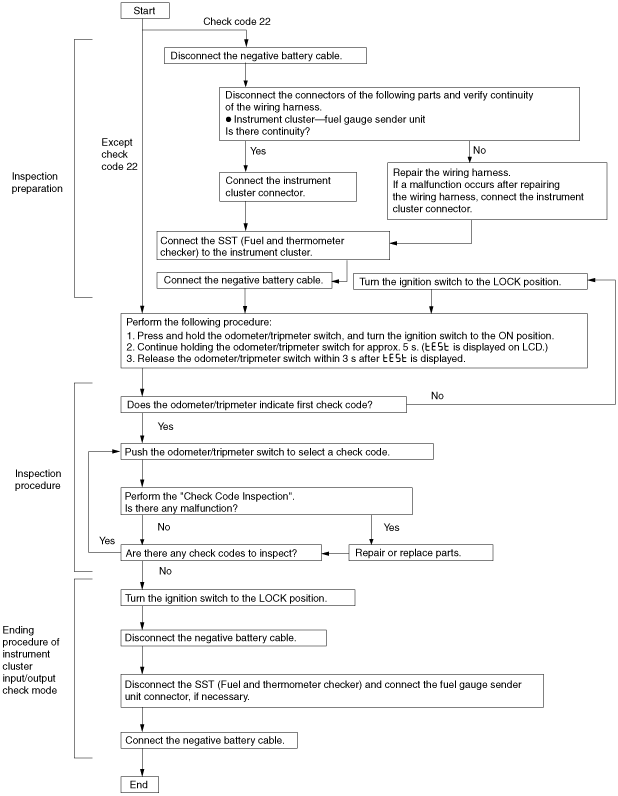 Start
Check code 22
Disconnect the negative battery cable.
Disconnect the connectors of the following parts and verify continuity
of the wiring harness.
● Instrument cluster—fuel gauge sender unit
Is there continuity?
Except
check
code 22
Inspection
preparation
Yes
No
Connect the instrument
cluster connector.
Repair the wiring harness.
If a malfunction occurs after repairing
the wiring harness, connect the instrument
cluster connector.
Connect the SST (Fuel and thermometer
checker) to the instrument cluster.
Connect the negative battery cable.
Turn the ignition switch to the LOCK position.
Perform the following procedure:
1. Press and hold the odometer/tripmeter switch, and turn the ignition switch to the ON position.
2. Continue holding the odometer/tripmeter switch for approx. 5 s. (tESt is displayed on LCD.)
3. Release the odometer/tripmeter switch within 3 s after tESt is displayed.
Does the odometer/tripmeter indicate first check code?
No
Yes
Push the odometer/tripmeter switch to select a check code.
Inspection
procedure
Perform the "Check Code Inspection".
Is there any malfunction?
No
Yes
Yes
Are there any check codes to inspect?
Repair or replace parts.
No
Turn the ignition switch to the LOCK position.
Ending
procedure of
instrument
cluster
input/output
check mode
Disconnect the negative battery cable.
Disconnect the SST (Fuel and thermometer checker) and connect the fuel gauge sender
unit connector, if necessary.
Connect the negative battery cable.
End